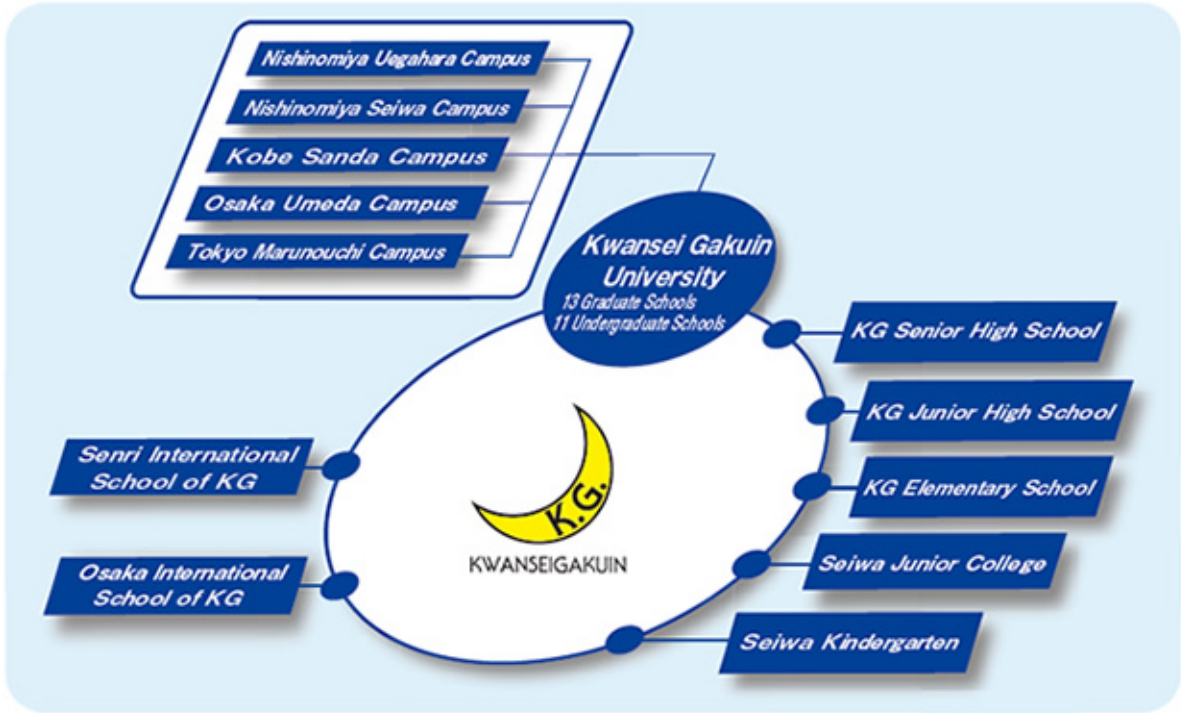 Nishinomiya Uegahara Campus
Nishinomiya Seiwa Campus
Kobe Sanda Campus
Osaka Umeda Campus
Tokyo Marunouchi Campus
Kwansei Gakuin
University
13 Graduate Schools
11 Undergraduate Schools
KG Senior High School
KG Junior High School
KG Elementary School
Seiwa Junior College
Seiwa Kindergarten
Senri International
School of KG
Osaka International
School of KG
K.G.
KWANSEIGAKUIN